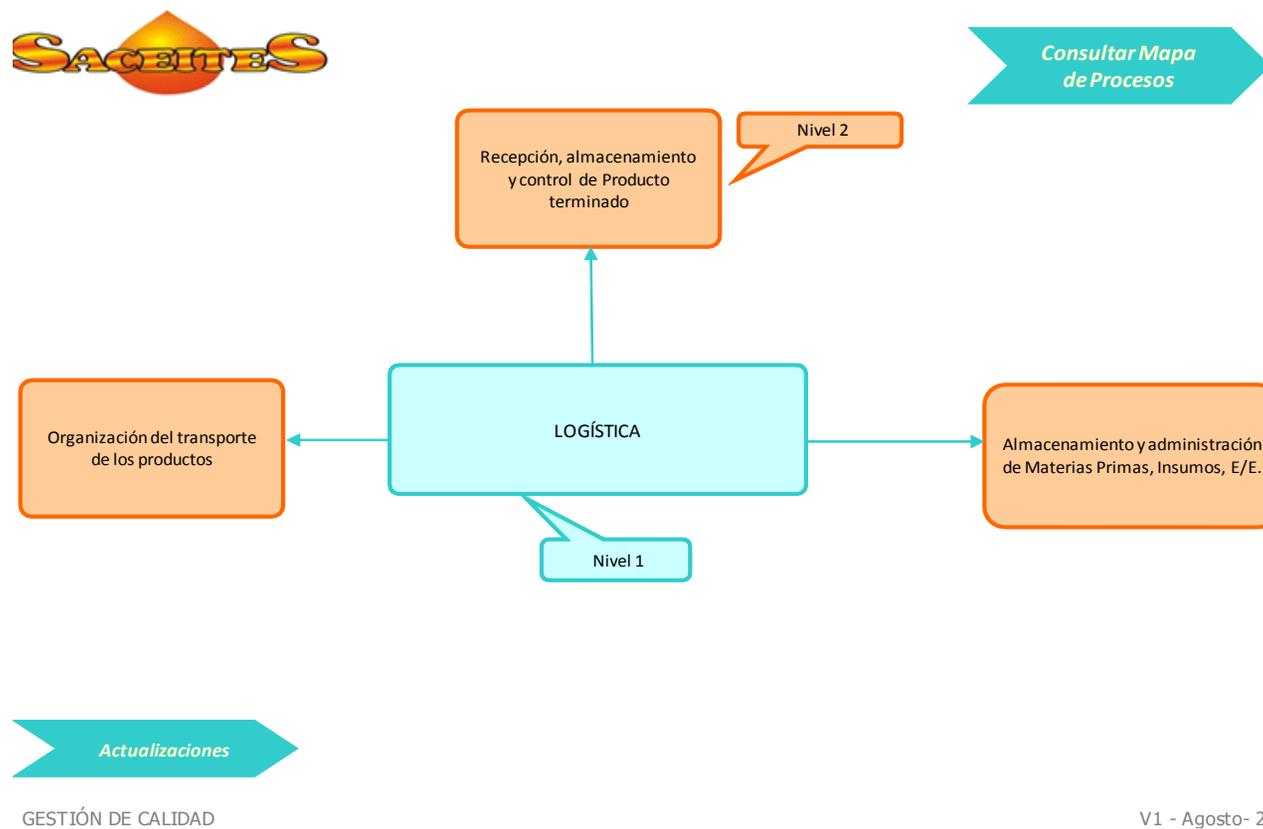 SACEITES
Consultar Mapa
de Procesos
Recepción, almacenamiento
y control de Producto
terminado
Nivel 2
Organización del transporte
de los productos
LOGÍSTICA
Almacenamiento y administración
de Materias Primas, Insumos, E/E.
Nivel 1
Actualizaciones
GESTIÓN DE CALIDAD
V1 - Agosto- 2